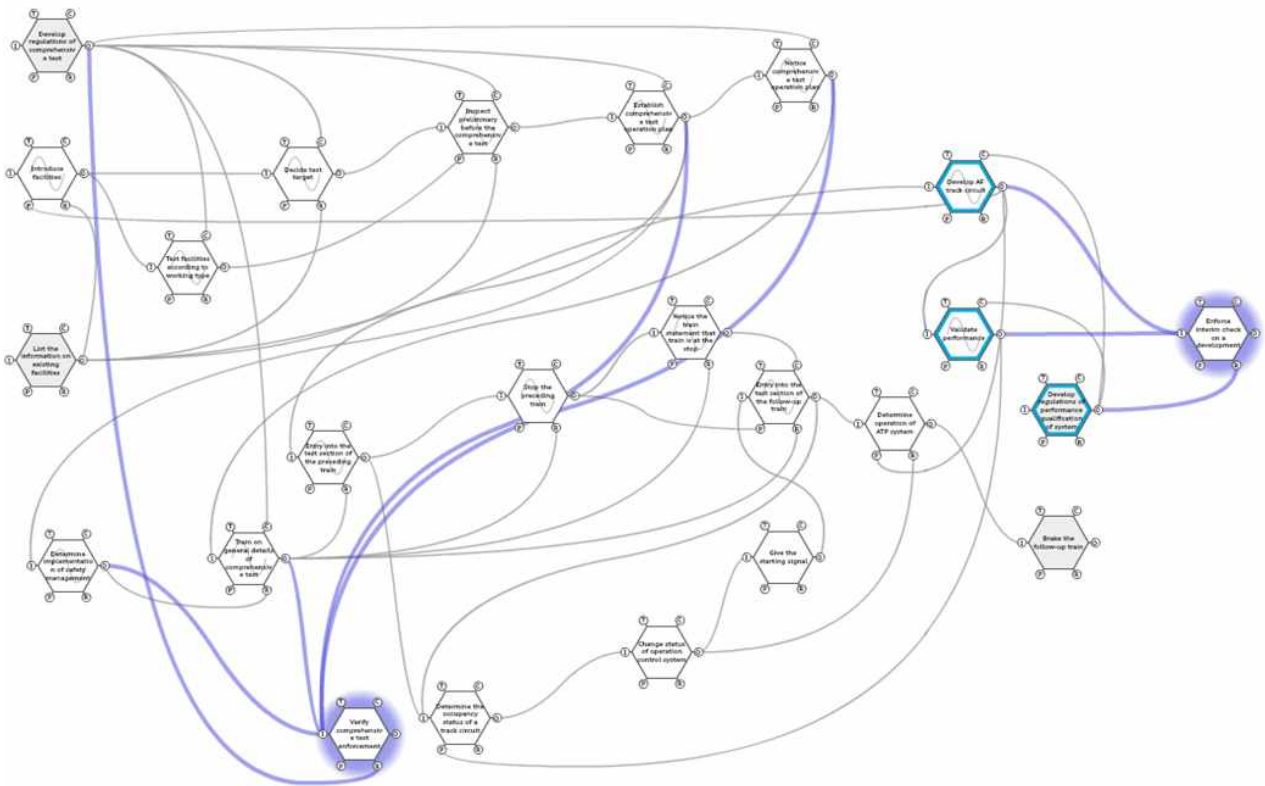 Develop
regulations of
comprehensiv
e test
Notice
comprehensiv
e test
operation plan
Inspect
preliminary
before the
comprehensiv
e test
Establish
comprehensiv
e test
operation plan
Introduce
facilities
Decide test
target
Develop AF
track circuit
Test facilities
according to
working type
List the
information on
existing
facilities
Notice the
train
statement that
train is at the
stop
Validate
performance
Enforce
interim check
on a
development
Stop the
preceding
train
Entry into the
test section of
the follow-up
train
Develop
regulations of
performance
qualification
of system
Determine
operation of
ATP system
Entry into the
test section of
the preceding
train
Determine
implementatio
n of safety
management
Train on
general details
of
comprehensiv
e test
Give the
starting signal
Brake the
follow-up train
Change status
of operation
control system
Verify
comprehensiv
e test
enforcement
Determine the
occupancy
status of a
track circuit